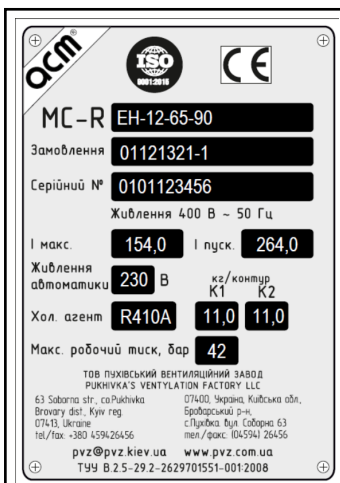 acm
ISO
9001:2015
CE
MC-R EH-12-65-90
Замовлення 01121321-1
Серійний № 0101123456
Живлення 400 В ~ 50 Гц
I макс. 154,0 I пуск. 264,0
Живлення автоматики 230 В
кг/контур
К1 К2
Хол. агент R410A 11,0 11,0
Макс. робочий тиск, бар 42
ТОВ ПУХІВСЬКИЙ ВЕНТИЛЯЦІЙНИЙ ЗАВОД
PUKHIVKA'S VENTYLATION FACTORY LLC
63 Soborna str., co.Pukhivka
Brovary dist., Kyiv reg.
07413, Ukraine
tel./fax: +380 459426456
07400, Україна, Київська обл.,
Броварський р-н,
с.Пухівка. вул. Соборна 63
тел./факс: (04594) 26456
pvz@pvz.kiev.ua www.pvz.com.ua
ТУУ В.2.5-29.2-2629701551-001:2008